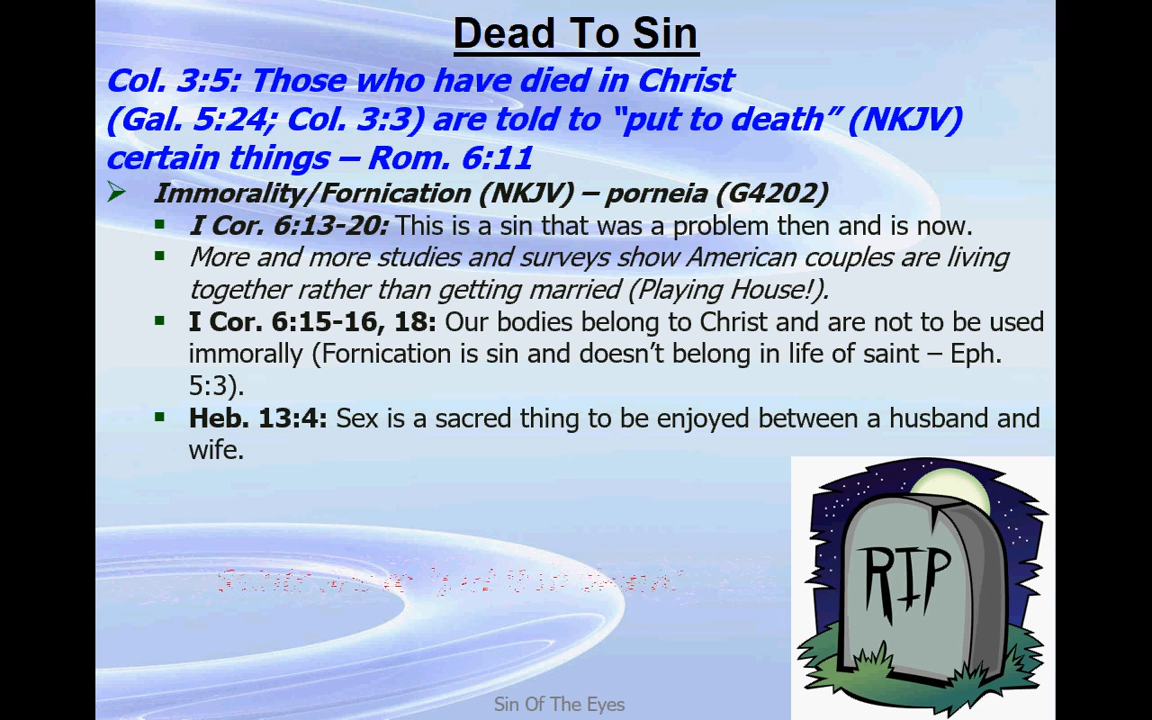 Dead To Sin
Col. 3:5: Those who have died in Christ
(Gal. 5:24; Col. 3:3) are told to “put to death” (NKJV)
certain things – Rom. 6:11
Immorality/Fornication (NKJV) – porneia (G4202)
I Cor. 6:13-20: This is a sin that was a problem then and is now.
More and more studies and surveys show American couples are living
together rather than getting married (Playing House!).
I Cor. 6:15-16, 18: Our bodies belong to Christ and are not to be used
immorally (Fornication is sin and doesn’t belong in life of saint – Eph.
5:3).
Heb. 13:4: Sex is a sacred thing to be enjoyed between a husband and
wife.
RIP
Sin Of The Eyes